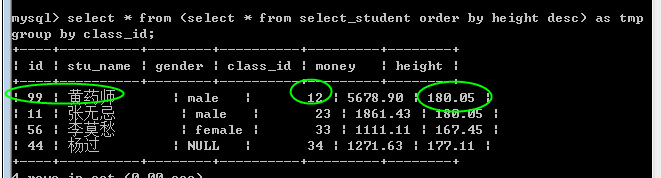 mysql> select * from (select * from select_student order by height desc) as tmp
group by class_id;
+----+----------+--------+----------+---------+--------+
| id | stu_name | gender | class_id | money | height |
+----+----------+--------+----------+---------+--------+
| 99 | 黄药师 | male | 12 | 5678.90 | 180.05 |
| 11 | 张无忌 | male | 23 | 1861.43 | 180.05 |
| 56 | 李莫愁 | female | 33 | 1111.11 | 167.45 |
| 44 | 杨过 | NULL | 34 | 1271.63 | 177.11 |
+----+----------+--------+----------+---------+--------+
4 rows in set (0.00 sec)